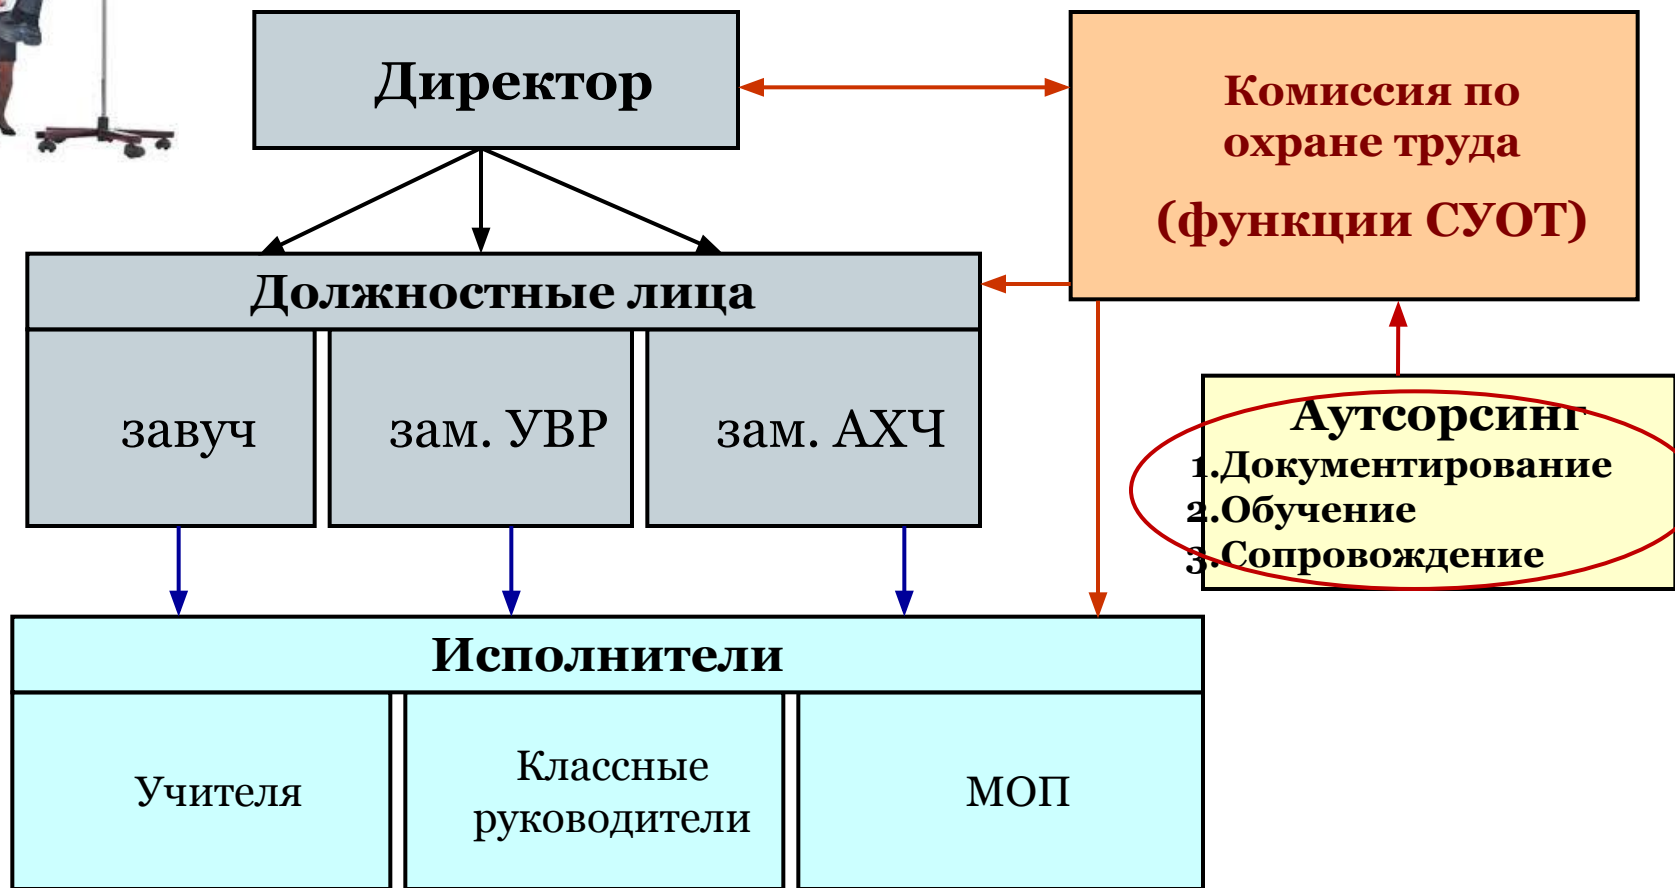 Директор
Комиссия по
охране труда
(функции СУОТ)
Должностные лица
завуч
зам. УВР
зам. АХЧ
Аутсорсинг
1.Документирование
2.Обучение
3.Сопровождение
Исполнители
Учителя
Классные
руководители
МОП